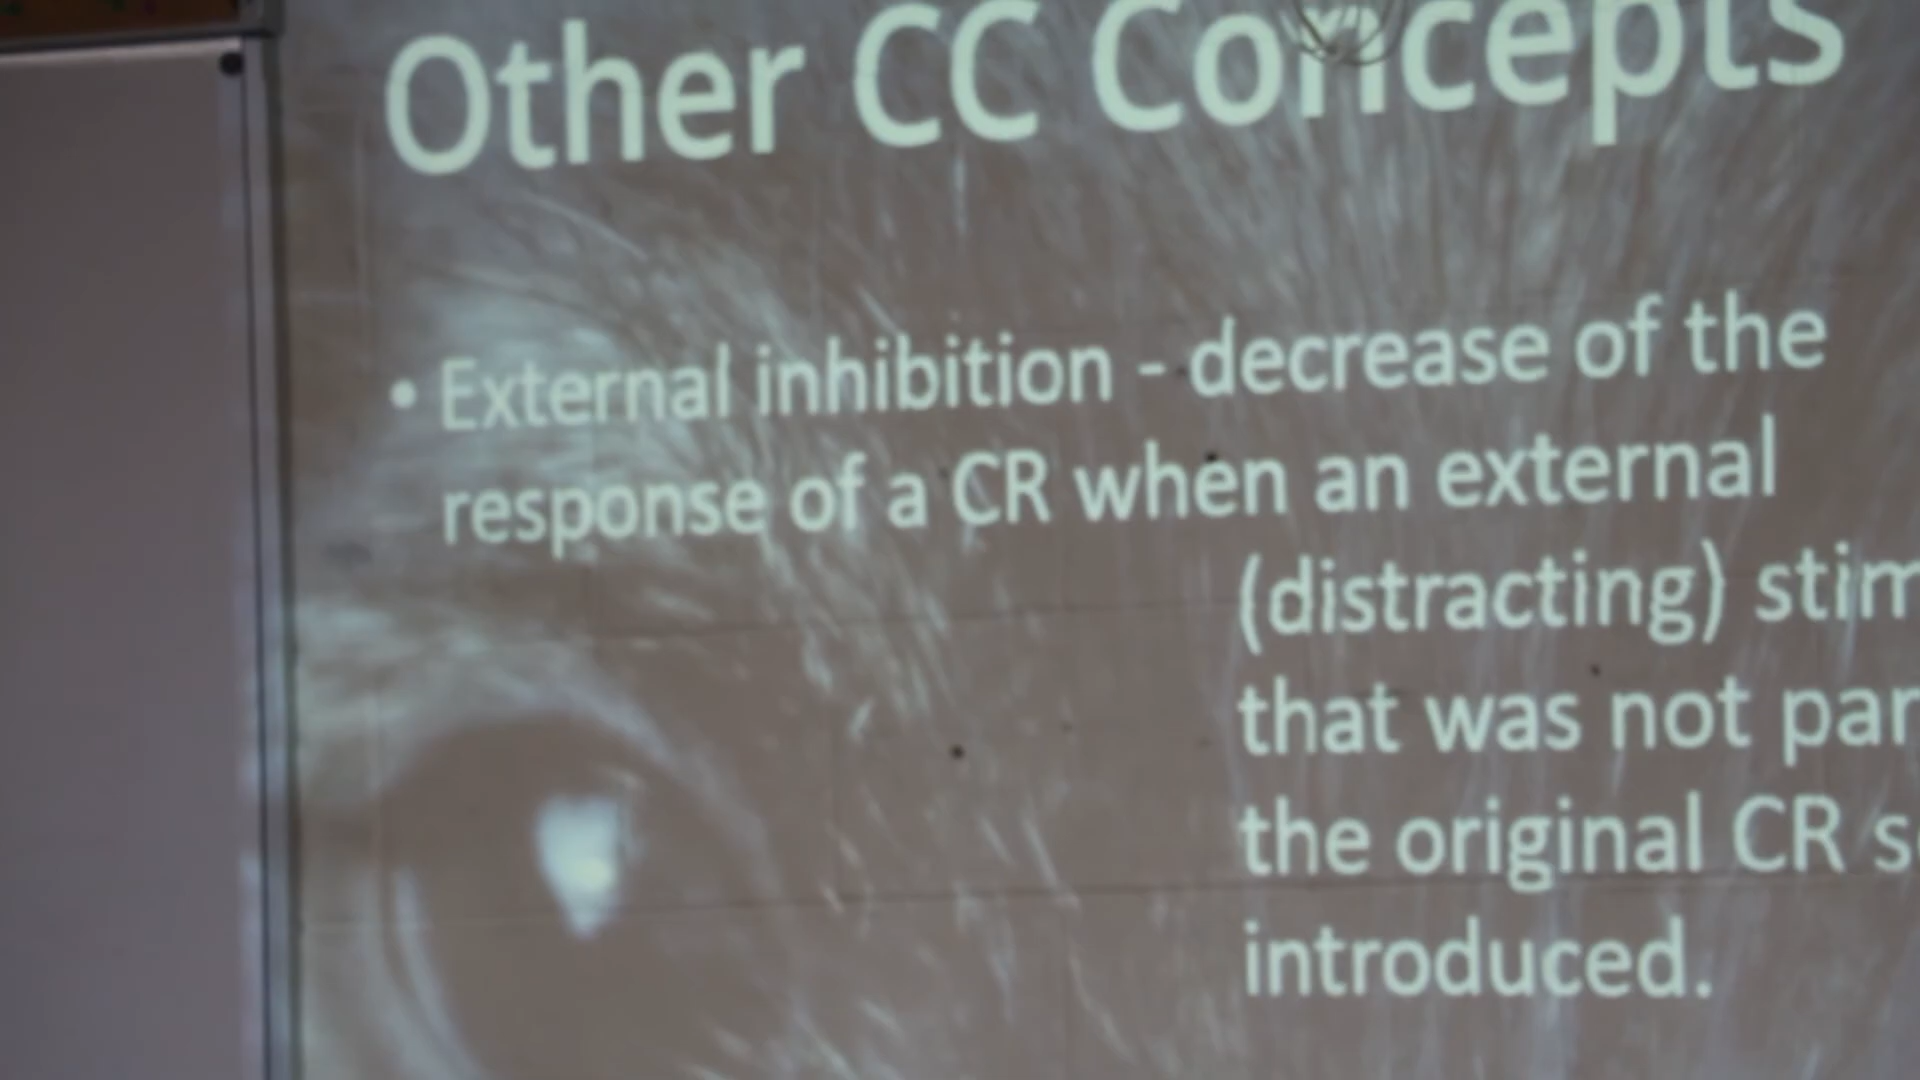 Other CC Concepts
• External inhibition - decrease of the
response of a CR when an external
(distracting)
that was not
the original CR
introduced.